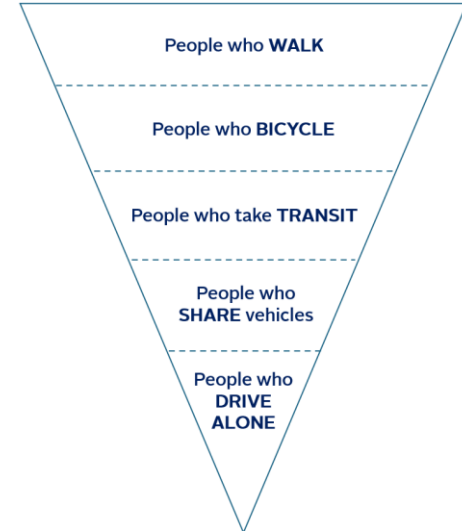 People who WALK
People who BICYCLE
People who take TRANSIT
People who
SHARE vehicles
People who
DRIVE
ALONE